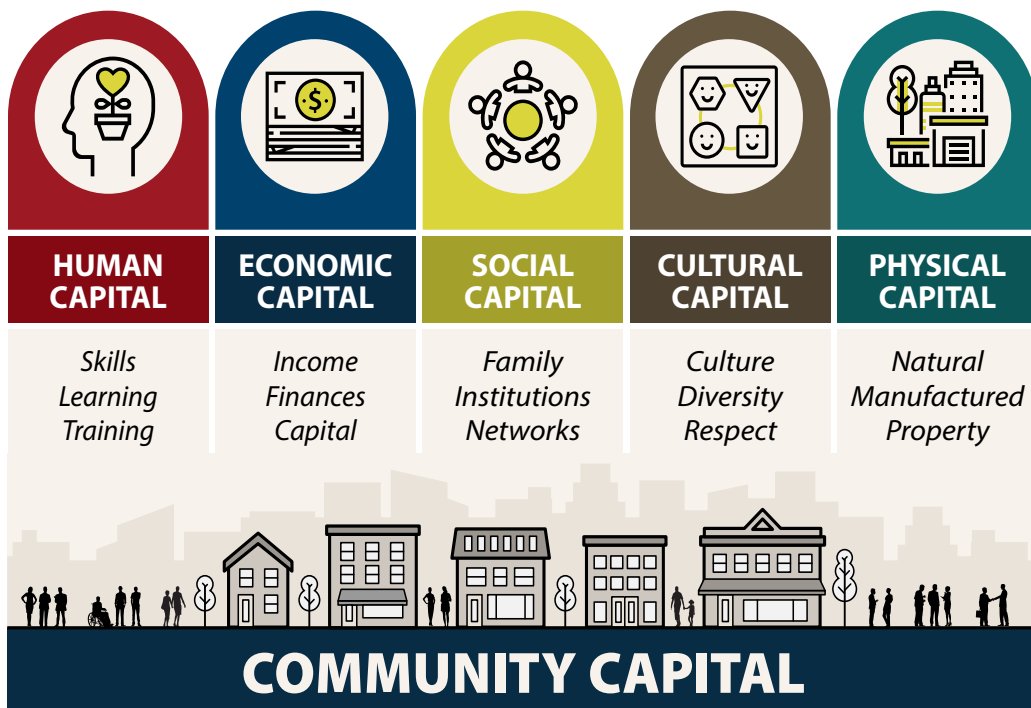 $
HUMAN
CAPITAL
Skills
Learning
Training
ECONOMIC
CAPITAL
Income
Finances
Capital
SOCIAL
CAPITAL
Family
Institutions
Networks
CULTURAL
CAPITAL
Culture
Diversity
Respect
PHYSICAL
CAPITAL
Natural
Manufactured
Property
COMMUNITY CAPITAL